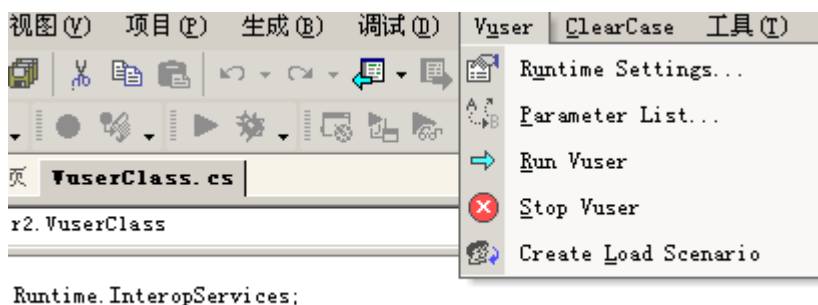 视图(V) 项目(P) 生成(B) 调试(D) Vuser ClearCase 工具(T)
Runtime Settings...
Parameter List...
Run Vuser
Stop Vuser
Create Load Scenario
页 VuserClass.cs
r2.VuserClass
Runtime.InteropServices;